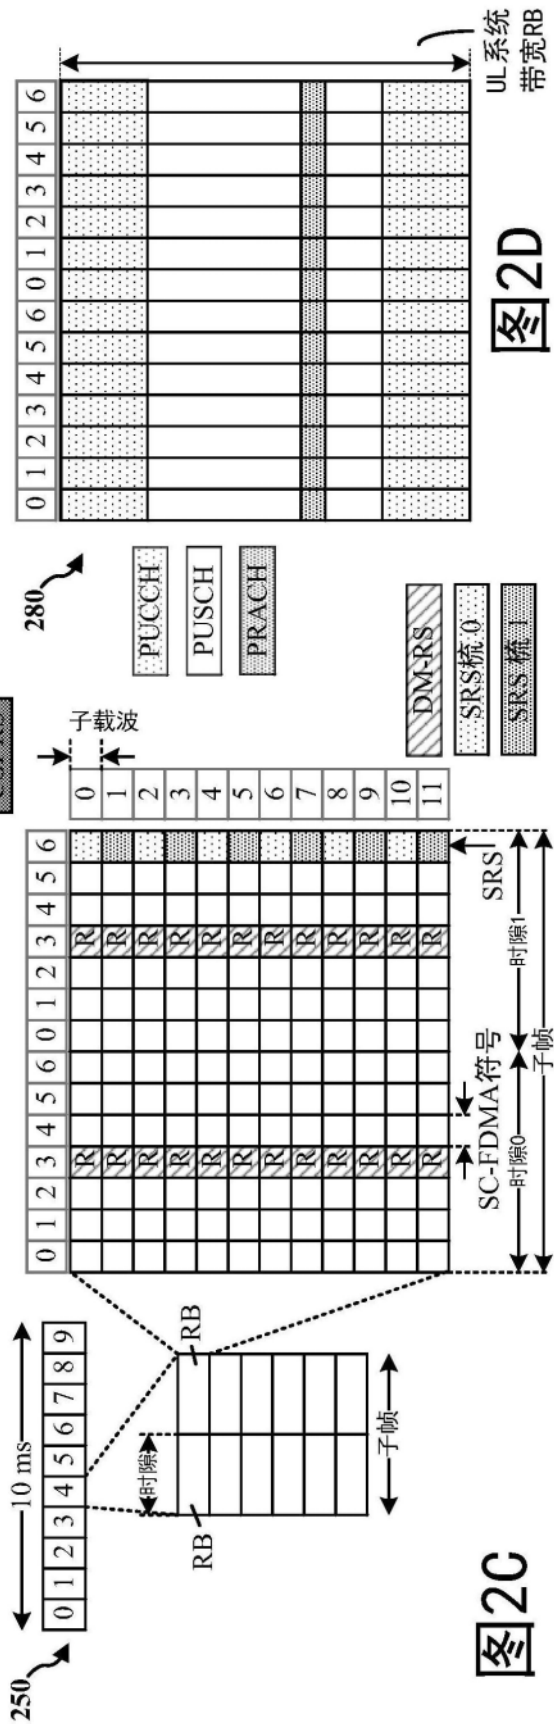 250
10 ms
0 1 2 3 4 5 6 7 8 9
时隙
RB
RB
子帧
图2C
0 1 2 3 4 5 6 0 1 2 3 4 5 6
子载波
R R 0
R R 1
R R 2
R R 3
R R 4
R R 5
R R 6
R R 7
R R 8
R R 9
R R 10
R R 11
SC-FDMA符号
SRS
时隙0
时隙1
子帧
DM-RS
SRS梳 0
SRS 梳 1
280
PUCCH
PUSCH
PRACH
0 1 2 3 4 5 6 0 1 2 3 4 5 6
UL系统
带宽RB
图2D